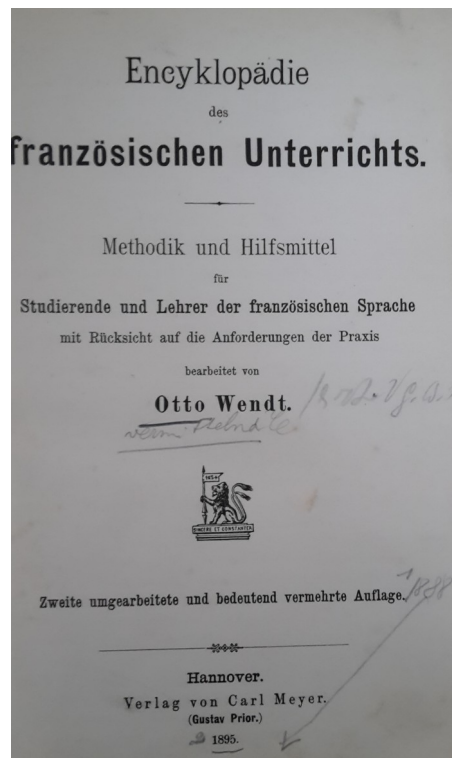 Encyklopädie
des
französischen Unterrichts.
Methodik und Hilfsmittel
für
Studierende und Lehrer der französischen Sprache
mit Rücksicht auf die Anforderungen der Praxis
bearbeitet von
Otto Wendt.
SINCERE ET CONSTANTER
Zweite umgearbeitete und bedeutend vermehrte Auflage.
1888
Hannover.
Verlag von Carl Meyer.
(Gustav Prior.)
1895.